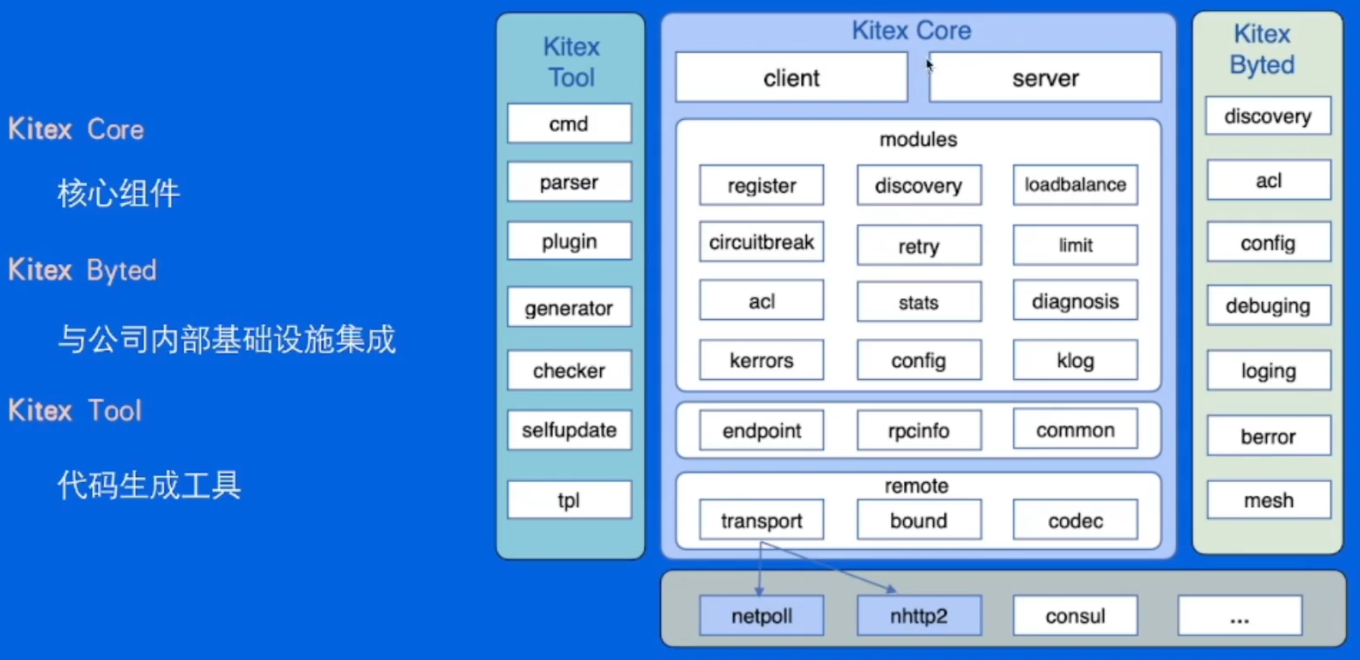 Kitex Core
核心组件
Kitex Byted
与公司内部基础设施集成
Kitex Tool
代码生成工具
Kitex
Tool
cmd
parser
plugin
generator
checker
selfupdate
tpl
Kitex Core
client server
modules
register discovery loadbalance
circuitbreak retry limit
acl stats diagnosis
kerrors config klog
endpoint rpcinfo common
remote
transport bound codec
Kitex
Byted
discovery
acl
config
debuging
loging
berror
mesh
netpoll nhttp2 consul ...